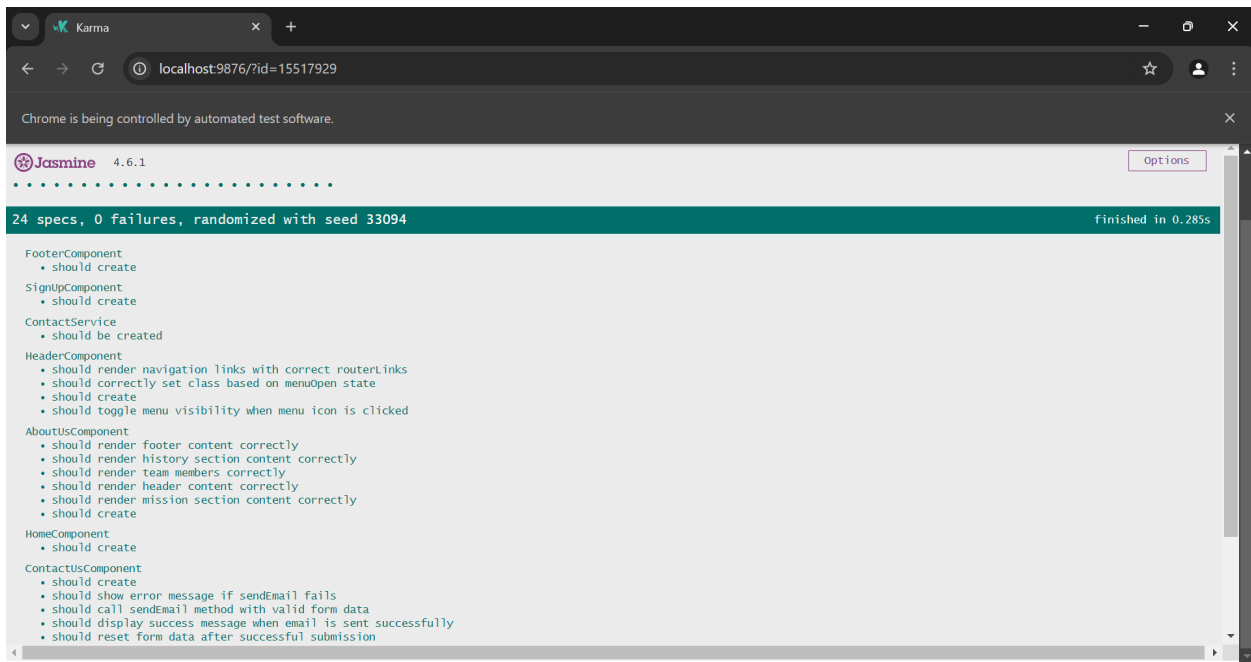 Karma
localhost:9876/?id=15517929
Chrome is being controlled by automated test software.
Jasmine 4.6.1 Options
24 specs, 0 failures, randomized with seed 33094 finished in 0.285s
FooterComponent
• should create
SignUpComponent
• should create
ContactService
• should be created
HeaderComponent
• should render navigation links with correct routerLinks
• should correctly set class based on menuOpen state
• should create
• should toggle menu visibility when menu icon is clicked
AboutUsComponent
• should render footer content correctly
• should render history section content correctly
• should render team members correctly
• should render header content correctly
• should render mission section content correctly
• should create
HomeComponent
• should create
ContactUsComponent
• should create
• should show error message if sendEmail fails
• should call sendEmail method with valid form data
• should display success message when email is sent successfully
• should reset form data after successful submission